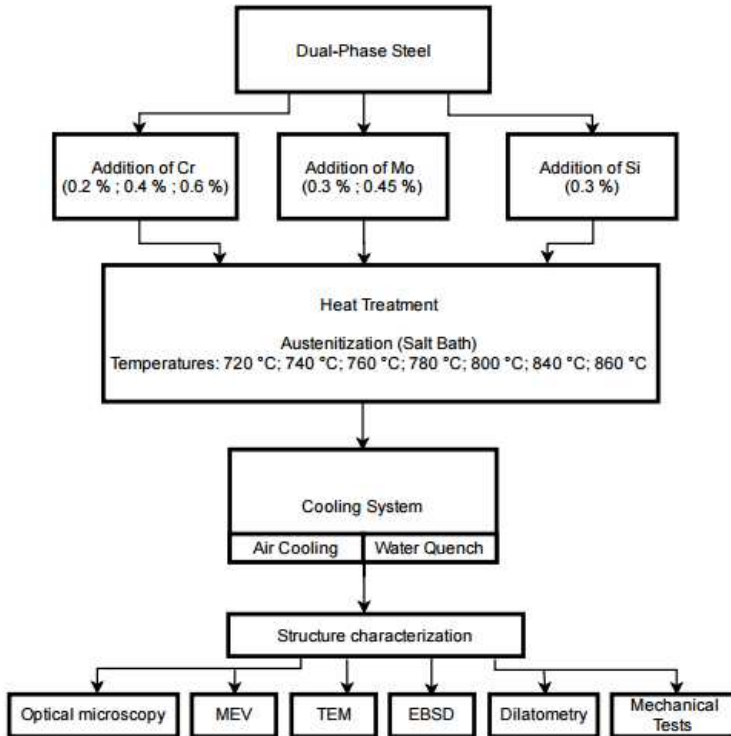 Dual-Phase Steel
Addition of Cr
(0.2 % ; 0.4 % ; 0.6 %)
Addition of Mo
(0.3 % ; 0.45 %)
Addition of Si
(0.3 %)
Heat Treatment
Austenitization (Salt Bath)
Temperatures: 720 °C; 740 °C; 760 °C; 780 °C; 800 °C; 840 °C; 860 °C
Cooling System
Air Cooling
Water Quench
Structure characterization
Optical microscopy
MEV
TEM
EBSD
Dilatometry
Mechanical
Tests